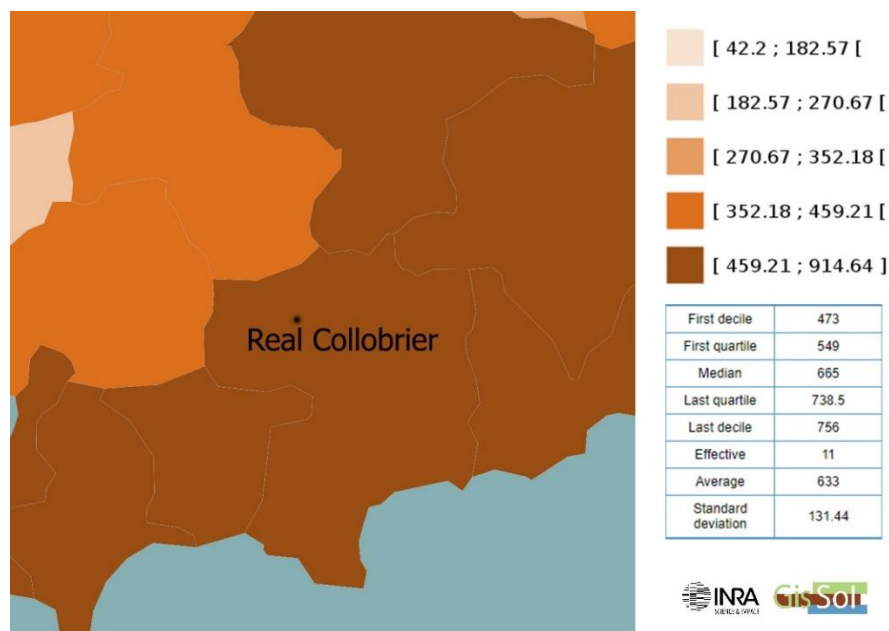 [ 42.2 ; 182.57 [
[ 182.57 ; 270.67 [
[ 270.67 ; 352.18 [
[ 352.18 ; 459.21 [
[ 459.21 ; 914.64 ]
Real Collobrier
First decile 473
First quartile 549
Median 665
Last quartile 738.5
Last decile 756
Effective 11
Average 633
Standard
deviation 131.44
INRA
SCIENCE & IMPACT
GisSol